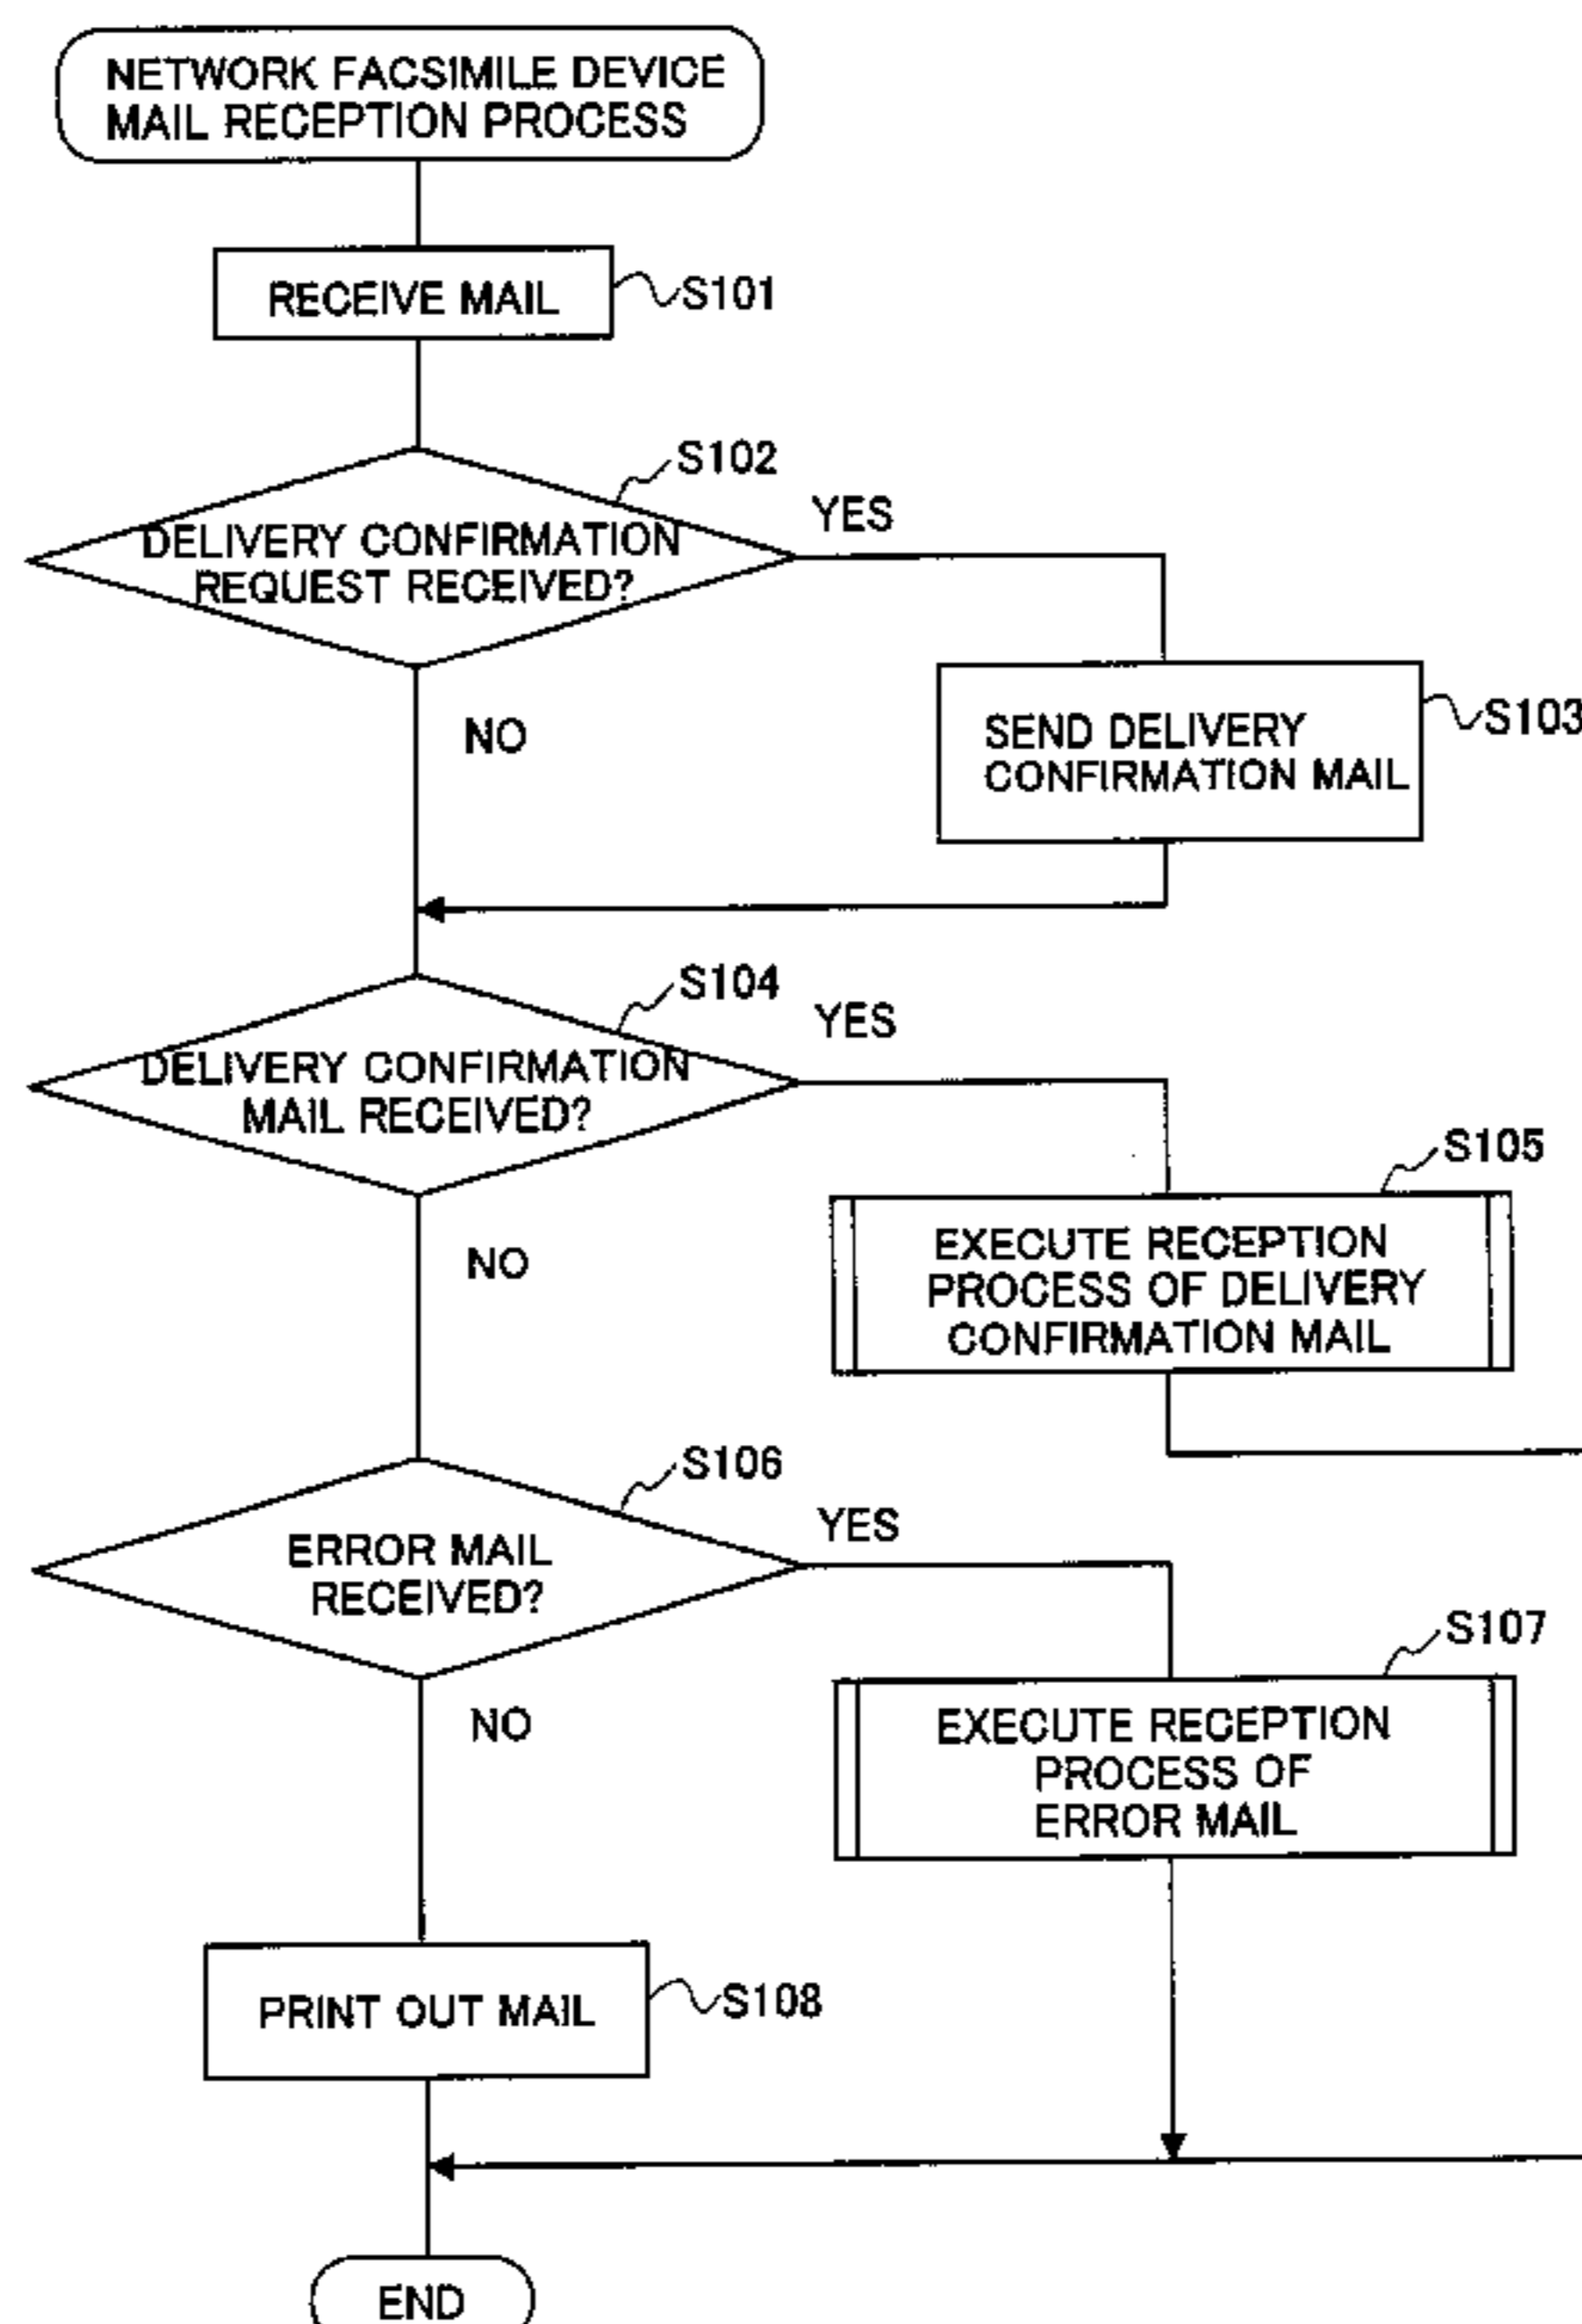 NETWORK FACSIMILE DEVICE
MAIL RECEPTION PROCESS
RECEIVE MAIL
S101
S102
DELIVERY CONFIRMATION
REQUEST RECEIVED?
YES
NO
SEND DELIVERY
CONFIRMATION MAIL
S103
S104
DELIVERY CONFIRMATION
MAIL RECEIVED?
YES
NO
S105
EXECUTE RECEPTION
PROCESS OF DELIVERY
CONFIRMATION MAIL
S106
ERROR MAIL
RECEIVED?
YES
NO
S107
EXECUTE RECEPTION
PROCESS OF
ERROR MAIL
PRINT OUT MAIL
S108
END